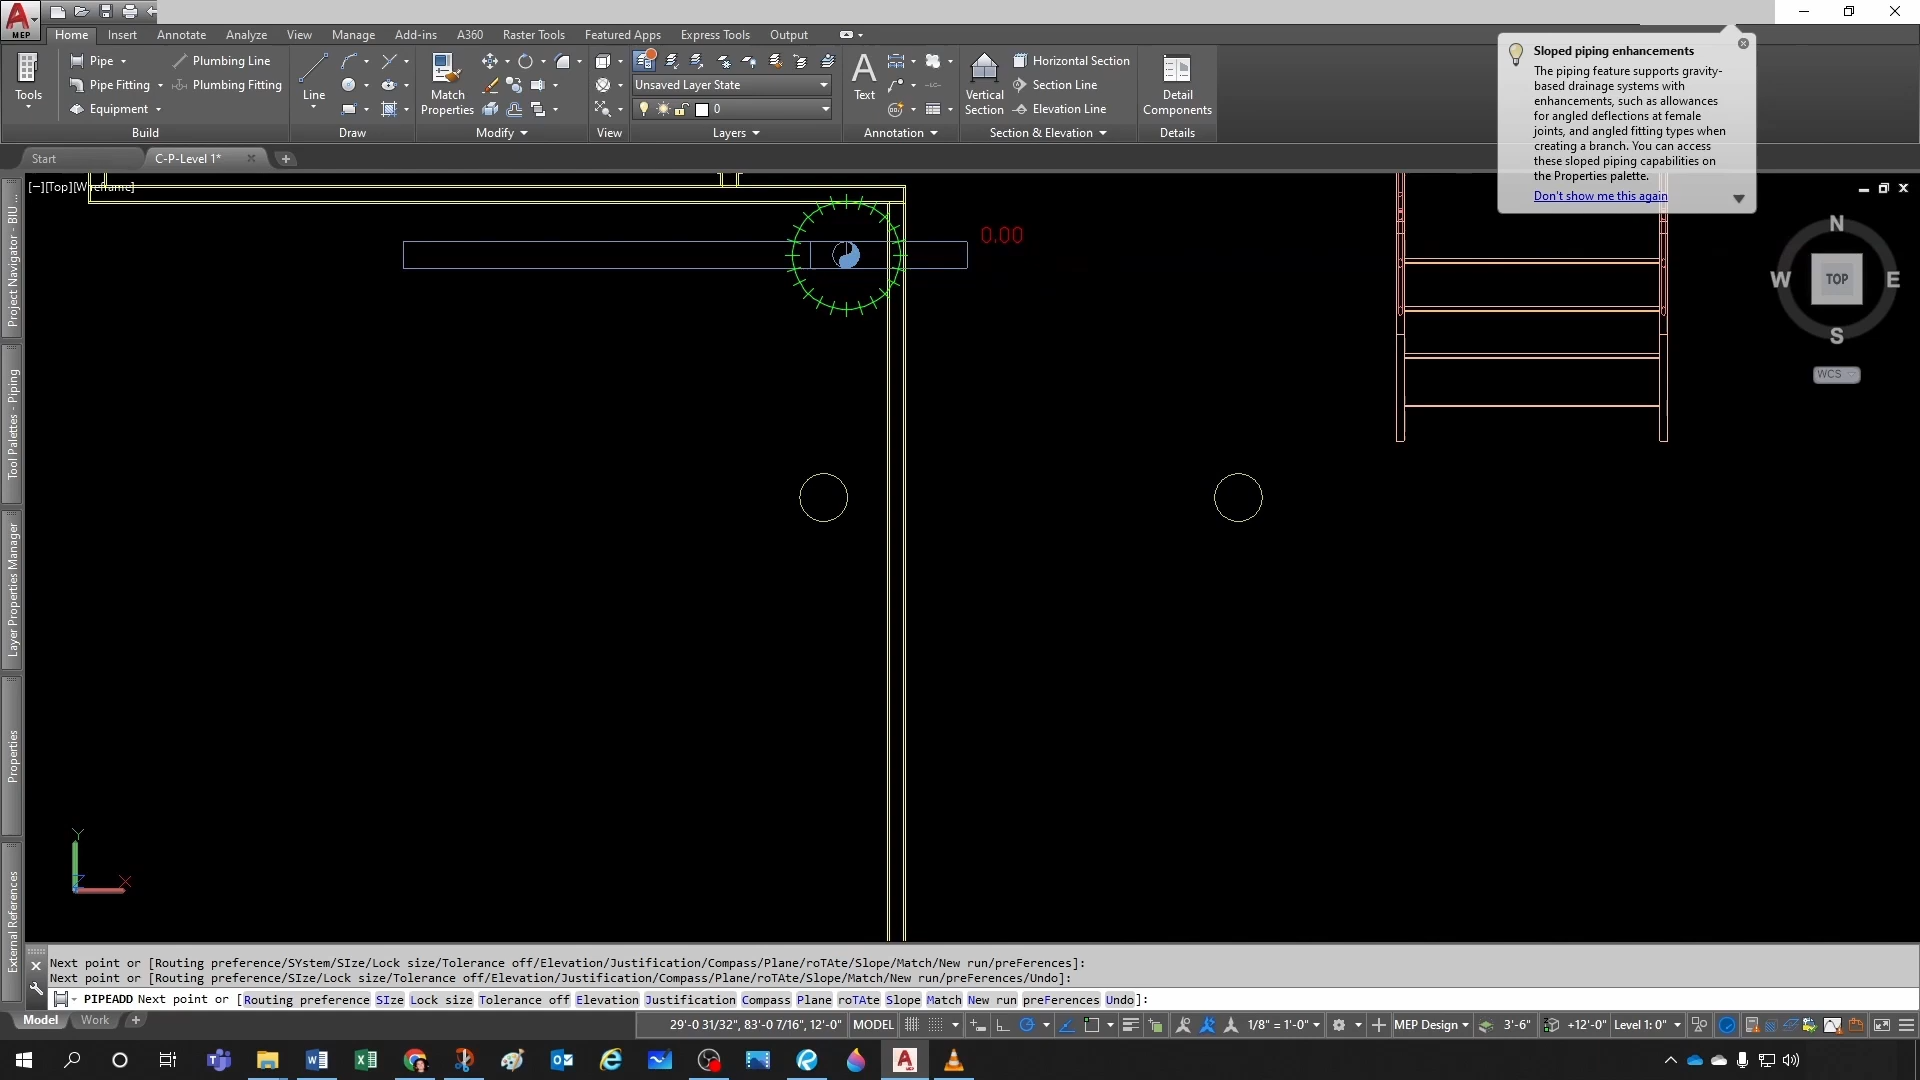 MEP
Home Insert Annotate Analyze View Manage Add-ins A360 Raster Tools Featured Apps Express Tools Output
Tools
Pipe
Pipe Fitting
Equipment
Plumbing Line
Plumbing Fitting
Build
Line
Draw
Match
Properties
Modify
View
Unsaved Layer State
0
Layers
Text
Annotation
Vertical
Section
Horizontal Section
Section Line
Elevation Line
Section & Elevation
Detail
Components
Details
Sloped piping enhancements
The piping feature supports gravity-
based drainage systems with
enhancements, such as allowances
for angled deflections at female
joints, and angled fitting types when
creating a branch. You can access
these sloped piping capabilities on
the Properties palette.
Don't show me this again
Start
C-P-Level 1*
[−][Top][Wireframe]
0.00
N
W
TOP
E
S
WCS
Project Navigator - BIU ...
Tool Palettes - Piping
Layer Properties Manager
Properties
External References
Y
X
Next point or [Routing preference/SYstem/SIze/Lock size/Tolerance off/Elevation/Justification/Compass/Plane/roTAte/Slope/Match/New run/preFerences]:
Next point or [Routing preference/SIze/Lock size/Tolerance off/Elevation/Justification/Compass/Plane/roTAte/Slope/Match/New run/preFerences/Undo]:
PIPEADD Next point or [Routing preference SIze Lock size Tolerance off Elevation Justification Compass Plane roTAte Slope Match New run preFerences Undo]:
Model Work
29'-0 31/32", 83'-0 7/16", 12'-0" MODEL 1/8" = 1'-0" MEP Design 3'-6" +12'-0" Level 1: 0"